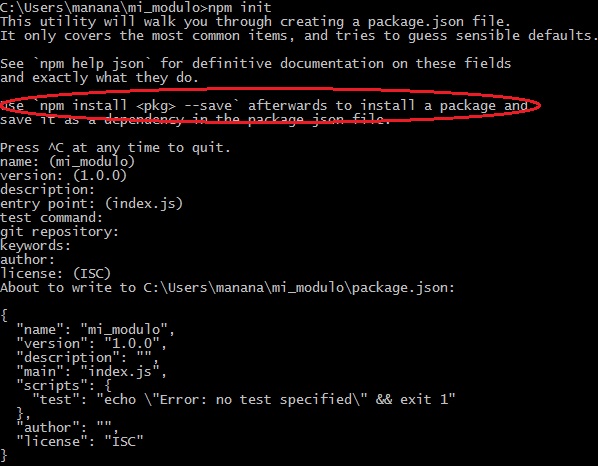 C:\Users\manana\mi_modulo>npm init
This utility will walk you through creating a package.json file.
It only covers the most common items, and tries to guess sensible defaults.
See `npm help json` for definitive documentation on these fields
and exactly what they do.
Use `npm install <pkg> --save` afterwards to install a package and
save it as a dependency in the package.json file.
Press ^C at any time to quit.
name: (mi_modulo)
version: (1.0.0)
description:
entry point: (index.js)
test command:
git repository:
keywords:
author:
license: (ISC)
About to write to C:\Users\manana\mi_modulo\package.json:
{
  "name": "mi_modulo",
  "version": "1.0.0",
  "description": "",
  "main": "index.js",
  "scripts": {
    "test": "echo \"Error: no test specified\" && exit 1"
  },
  "author": "",
  "license": "ISC"
}